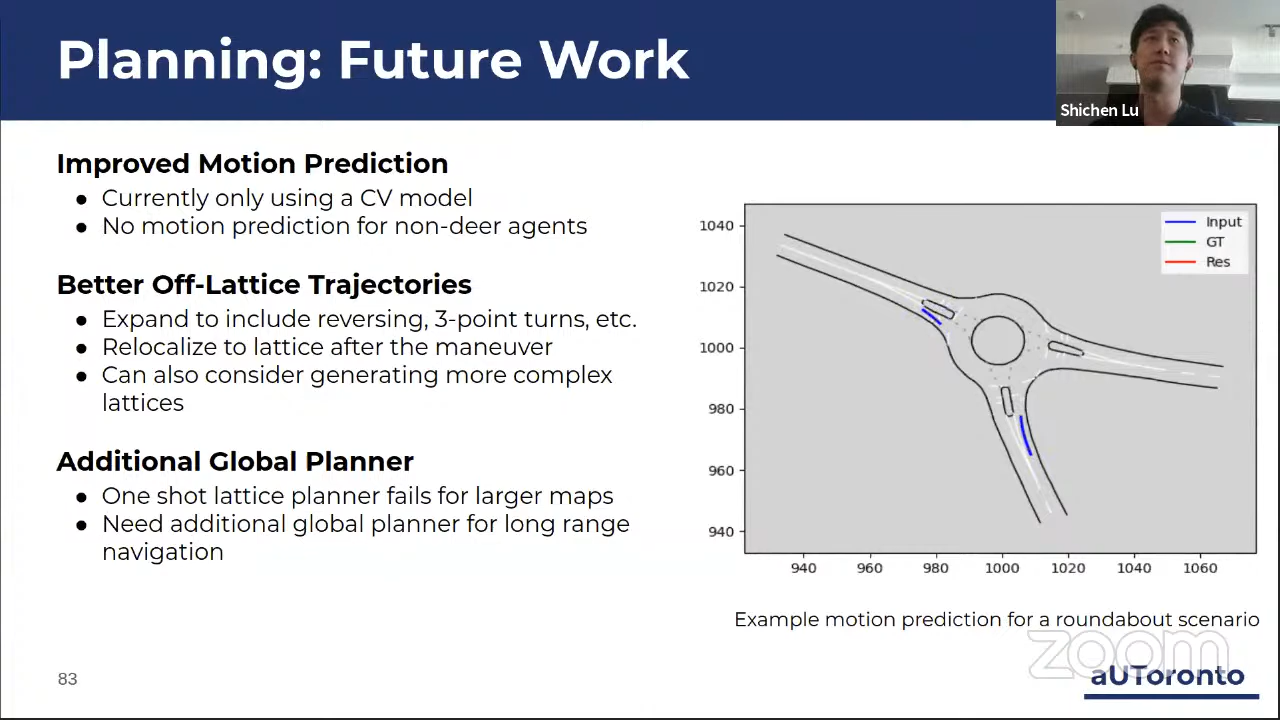 Planning: Future Work
Shichen Lu
Improved Motion Prediction
● Currently only using a CV model
● No motion prediction for non-deer agents
Better Off-Lattice Trajectories
● Expand to include reversing, 3-point turns, etc.
● Relocalize to lattice after the maneuver
● Can also consider generating more complex
lattices
Additional Global Planner
● One shot lattice planner fails for larger maps
● Need additional global planner for long range
navigation
Input
GT
Res
1040
1020
1000
980
960
940
940 960 980 1000 1020 1040 1060
Example motion prediction for a roundabout scenario
zoom
83
aUToronto